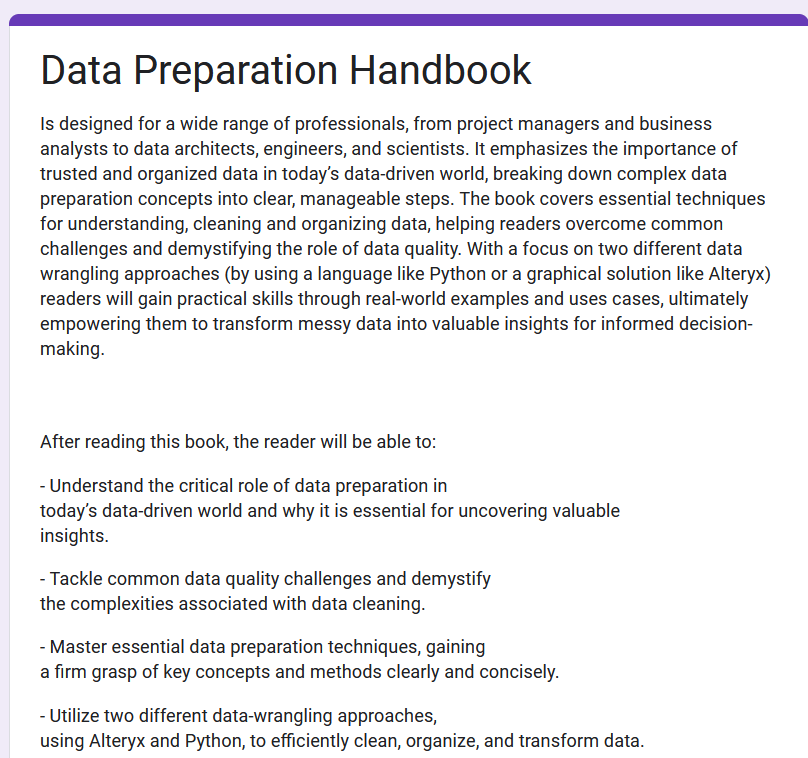 Data Preparation Handbook
Is designed for a wide range of professionals, from project managers and business
analysts to data architects, engineers, and scientists. It emphasizes the importance of
trusted and organized data in today’s data-driven world, breaking down complex data
preparation concepts into clear, manageable steps. The book covers essential techniques
for understanding, cleaning and organizing data, helping readers overcome common
challenges and demystifying the role of data quality. With a focus on two different data
wrangling approaches (by using a language like Python or a graphical solution like Alteryx)
readers will gain practical skills through real-world examples and uses cases, ultimately
empowering them to transform messy data into valuable insights for informed decision-
making.
After reading this book, the reader will be able to:
- Understand the critical role of data preparation in
today’s data-driven world and why it is essential for uncovering valuable
insights.
- Tackle common data quality challenges and demystify
the complexities associated with data cleaning.
- Master essential data preparation techniques, gaining
a firm grasp of key concepts and methods clearly and concisely.
- Utilize two different data-wrangling approaches,
using Alteryx and Python, to efficiently clean, organize, and transform data.